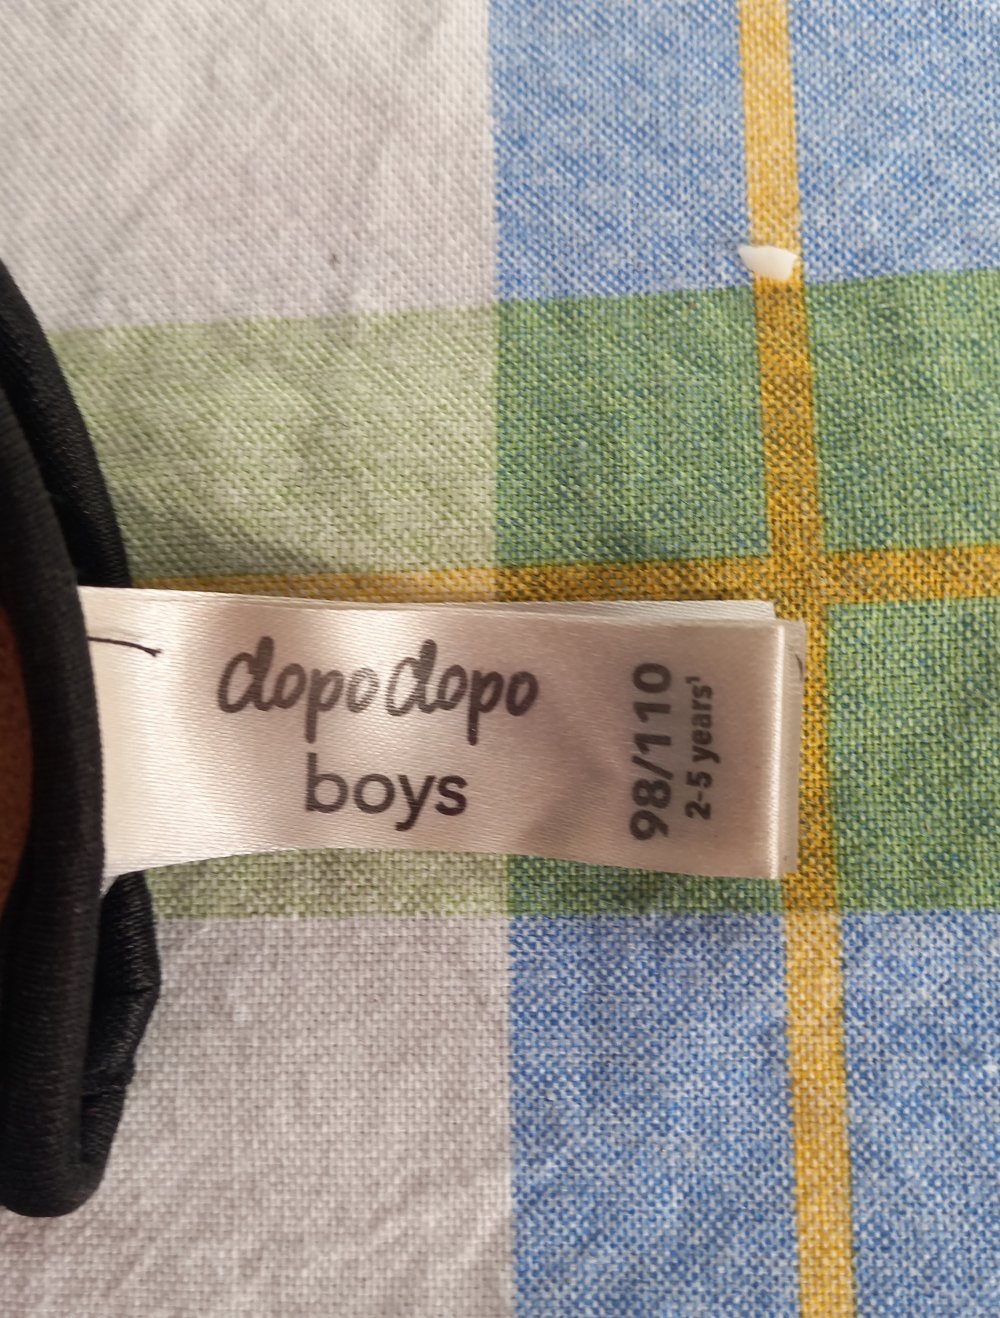 dopodopo
boys
98/110
2-5 years¹